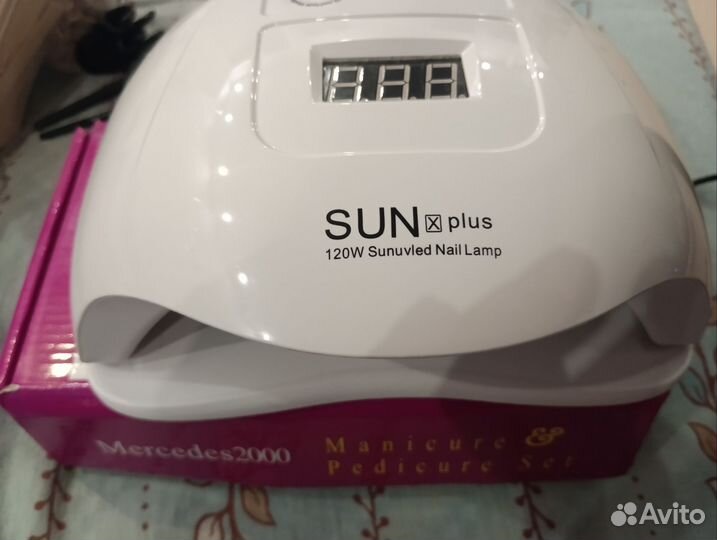 SUN X plus
120W Sunuvled Nail Lamp
Mercedes2000
Manicure &
Pedicure Set
Avito